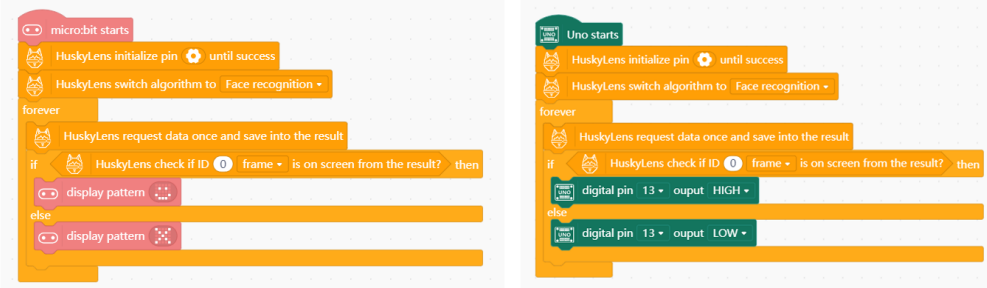 micro:bit starts
HuskyLens initialize pin until success
HuskyLens switch algorithm to Face recognition
forever
HuskyLens request data once and save into the result
if HuskyLens check if ID 0 frame is on screen from the result? then
display pattern
else
display pattern
UNO Uno starts
HuskyLens initialize pin until success
HuskyLens switch algorithm to Face recognition
forever
HuskyLens request data once and save into the result
if HuskyLens check if ID 0 frame is on screen from the result? then
UNO digital pin 13 ouput HIGH
else
UNO digital pin 13 ouput LOW